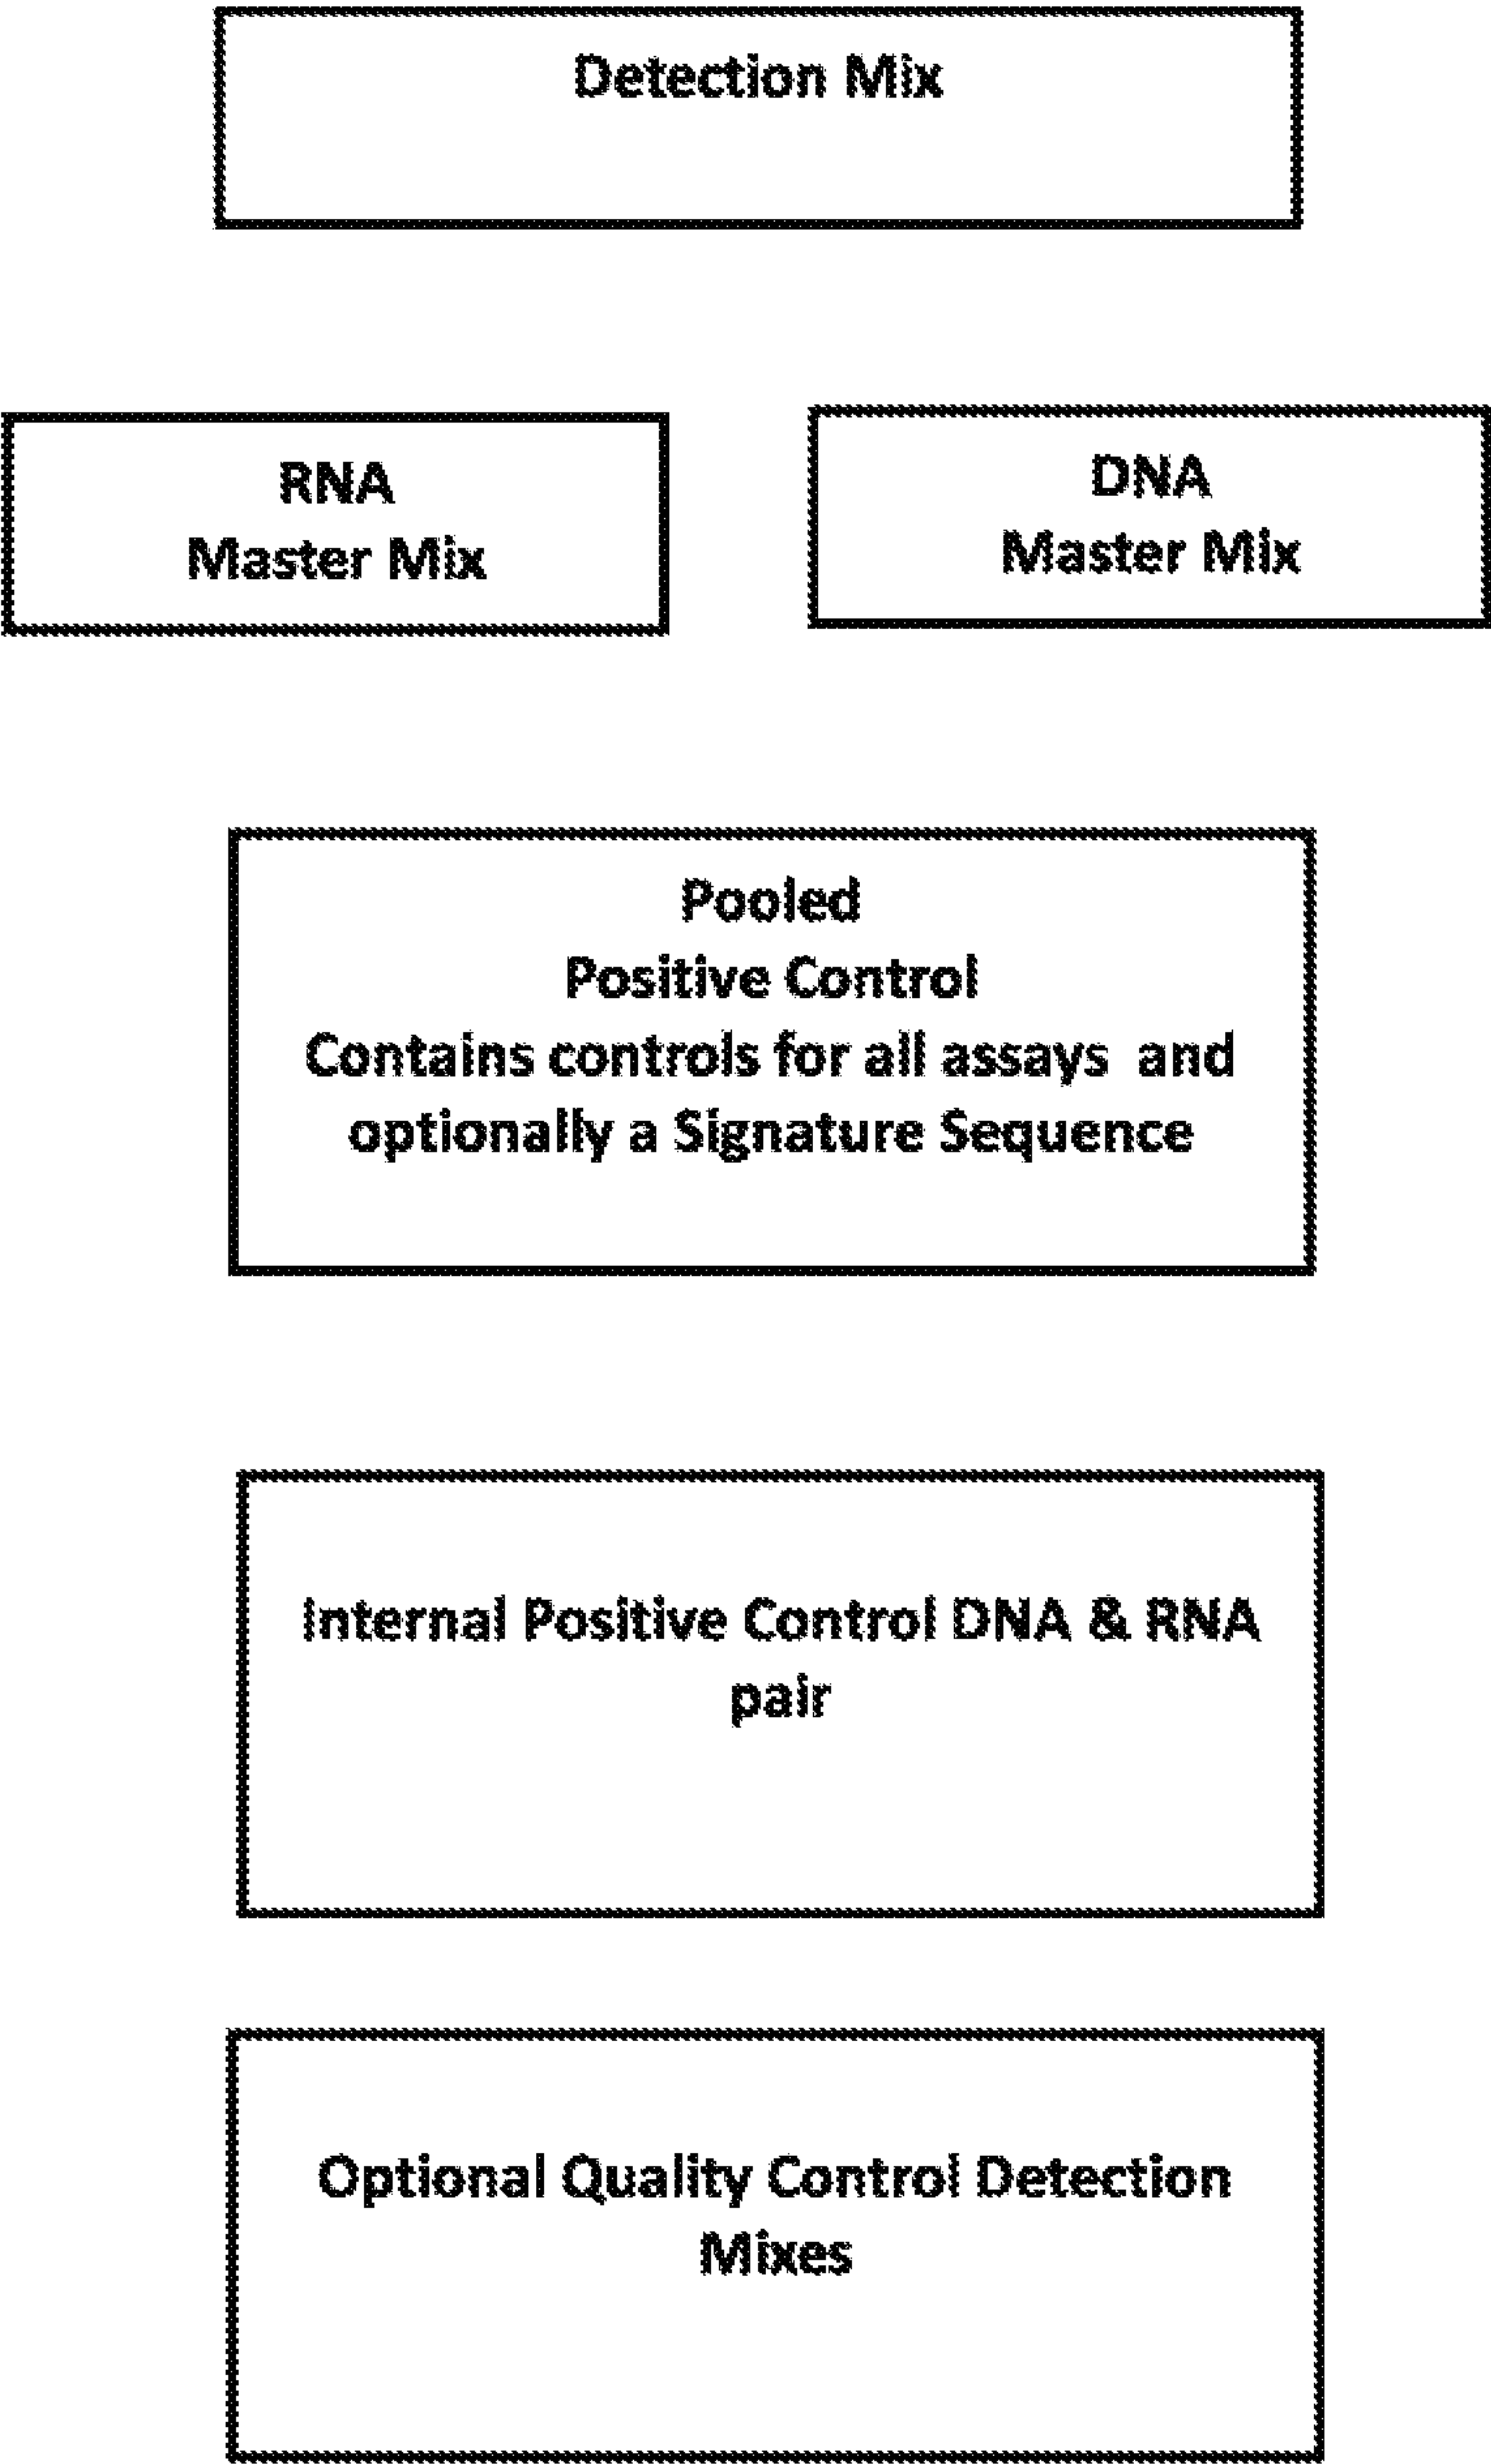 Detection Mix
RNA
Master Mix
DNA
Master Mix
Pooled
Positive Control
Contains controls for all assays and
optionally a Signature Sequence
Internal Positive Control DNA & RNA
pair
Optional Quality Control Detection
Mixes